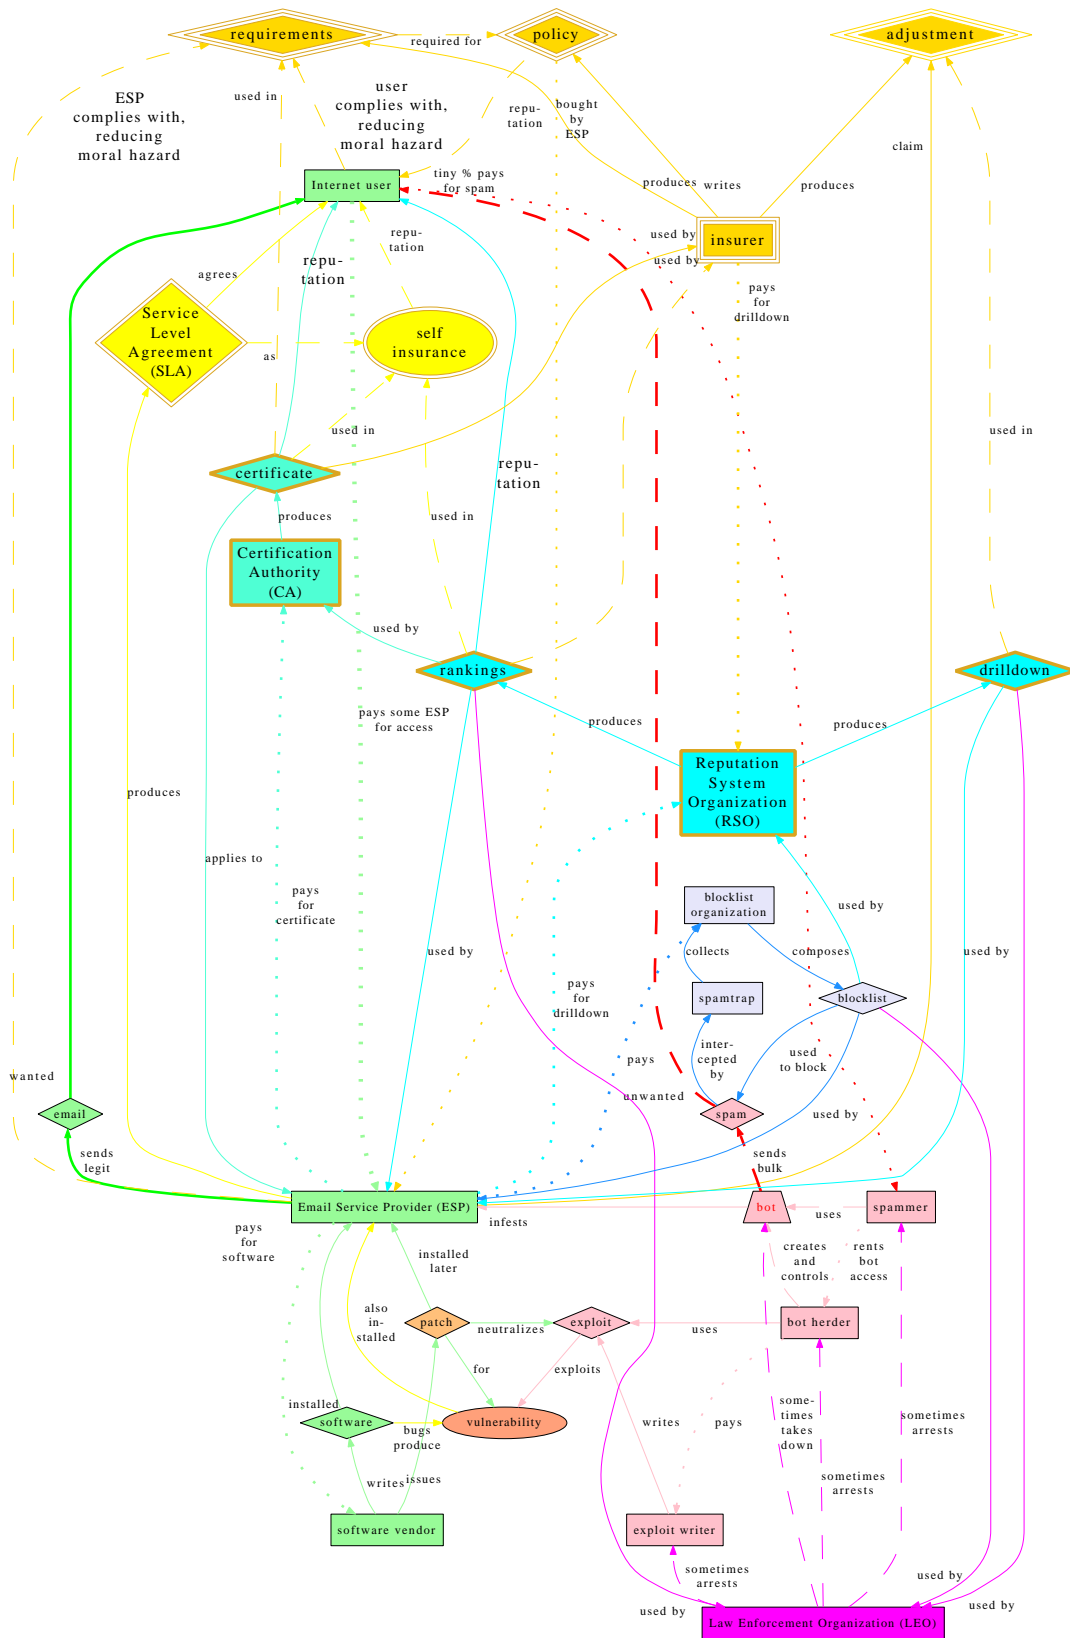 requirements
required for
policy
adjustment
ESP
complies with,
reducing
moral hazard
used in
user
complies with,
reducing
moral hazard
repu-
tation
bought
by
ESP
claim
Internet user
tiny % pays
for spam
produces
writes
produces
insurer
agrees
repu-
tation
repu-
tation
used by
used by
pays
for
drilldown
Service
Level
Agreement
(SLA)
as
self
insurance
used in
used in
certificate
repu-
tation
produces
used in
Certification
Authority
(CA)
used by
rankings
drilldown
pays some ESP
for access
produces
produces
Reputation
System
Organization
(RSO)
produces
applies to
pays
for
certificate
blocklist
organization
used by
used by
collects
composes
used by
pays
for
drilldown
spamtrap
blocklist
inter-
cepted
by
used
to block
pays
wanted
unwanted
email
spam
used by
sends
legit
sends
bulk
Email Service Provider (ESP)
infests
bot
uses
spammer
pays
for
software
installed
later
creates
and
controls
rents
bot
access
also
in-
stalled
patch
neutralizes
exploit
uses
bot herder
for
exploits
installed
software
bugs
produce
vulnerability
writes
pays
some-
times
takes
down
sometimes
arrests
writes
issues
sometimes
arrests
software vendor
exploit writer
sometimes
arrests
used by
used by
used by
Law Enforcement Organization (LEO)